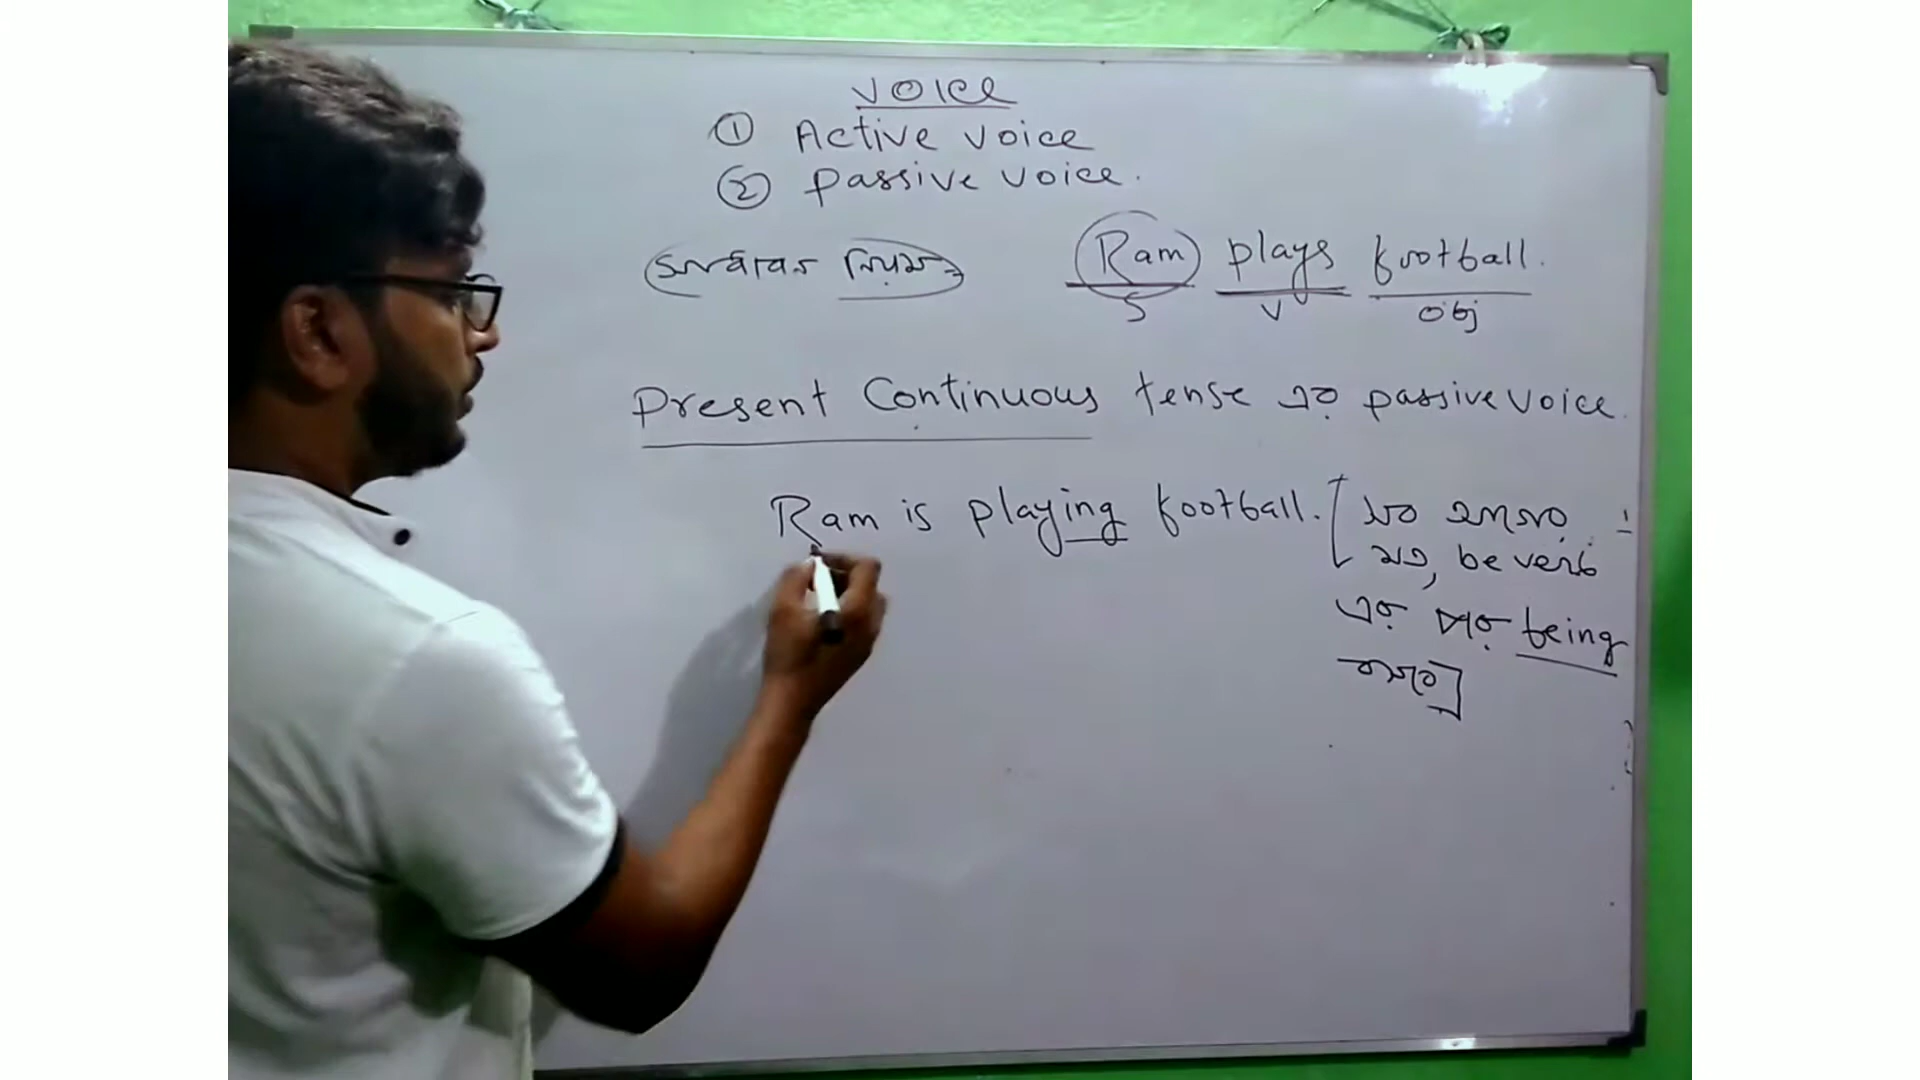 VOICE
① Active voice
② Passive voice.
Ram plays football.
S V obj
Present Continuous tense এর passive voice.
Ram is playing football.
be verb
এর পর being